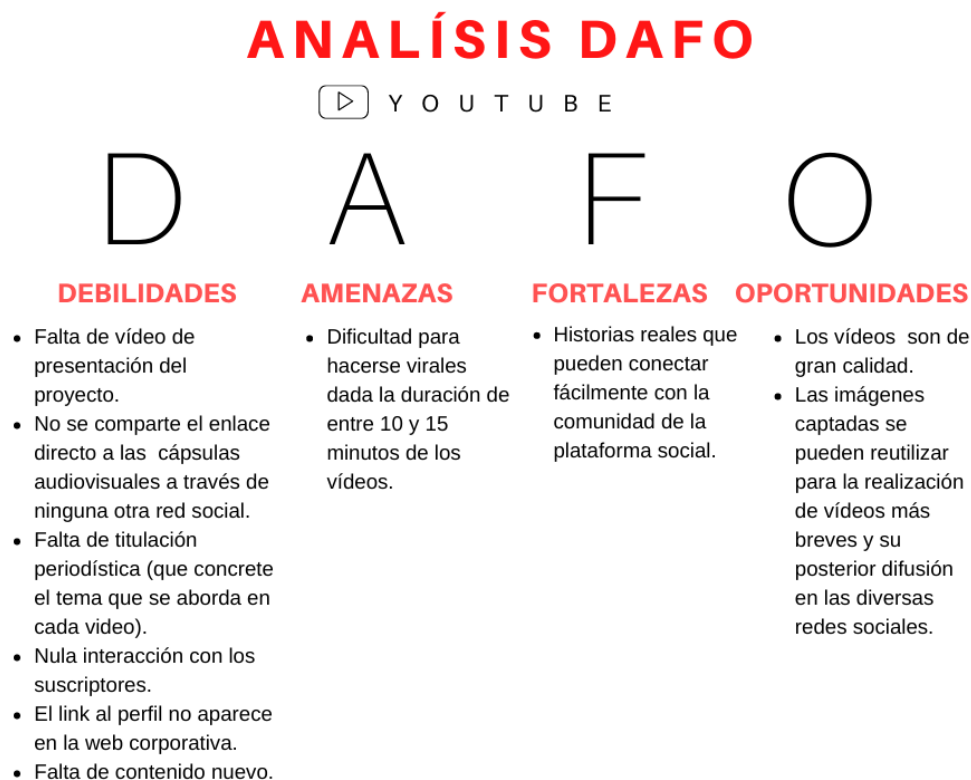 ANALÍSIS DAFO
YOUTUBE
D A F O
DEBILIDADES
• Falta de vídeo de
presentación del
proyecto.
• No se comparte el enlace
directo a las cápsulas
audiovisuales a través de
ninguna otra red social.
• Falta de titulación
periodística (que concrete
el tema que se aborda en
cada video).
• Nula interacción con los
suscriptores.
• El link al perfil no aparece
en la web corporativa.
• Falta de contenido nuevo.
AMENAZAS
• Dificultad para
hacerse virales
dada la duración de
entre 10 y 15
minutos de los
vídeos.
FORTALEZAS
• Historias reales que
pueden conectar
fácilmente con la
comunidad de la
plataforma social.
OPORTUNIDADES
• Los vídeos son de
gran calidad.
• Las imágenes
captadas se
pueden reutilizar
para la realización
de vídeos más
breves y su
posterior difusión
en las diversas
redes sociales.